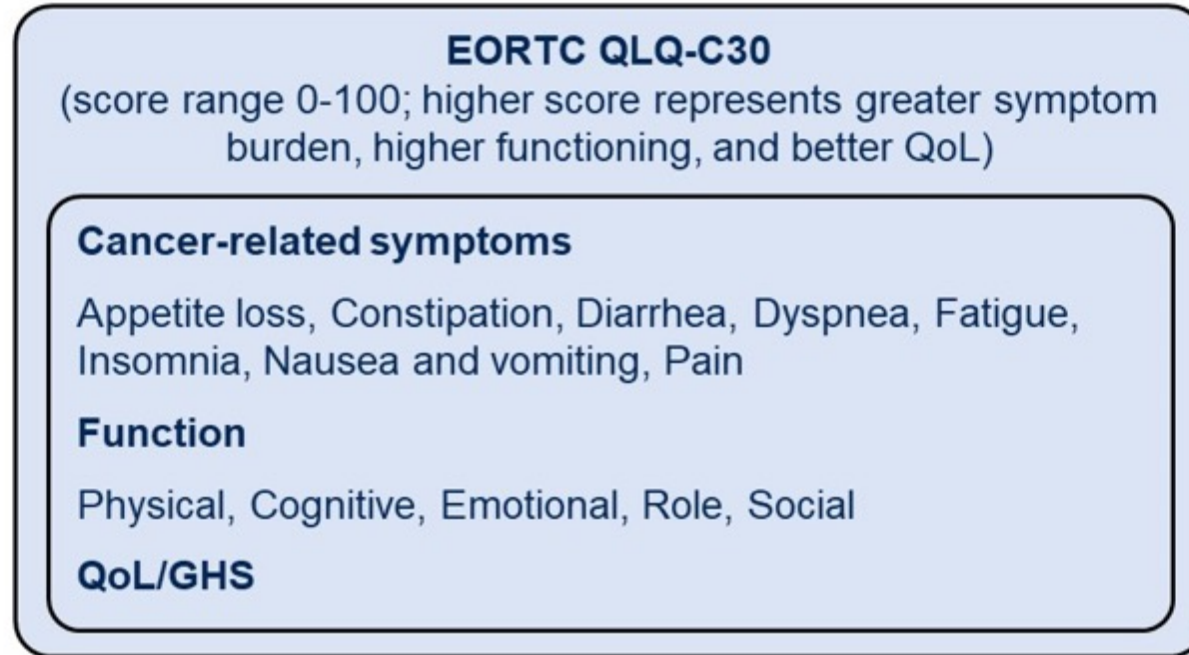 EORTC QLQ-C30
(score range 0-100; higher score represents greater symptom
burden, higher functioning, and better QoL)
Cancer-related symptoms
Appetite loss, Constipation, Diarrhea, Dyspnea, Fatigue,
Insomnia, Nausea and vomiting, Pain
Function
Physical, Cognitive, Emotional, Role, Social
QoL/GHS